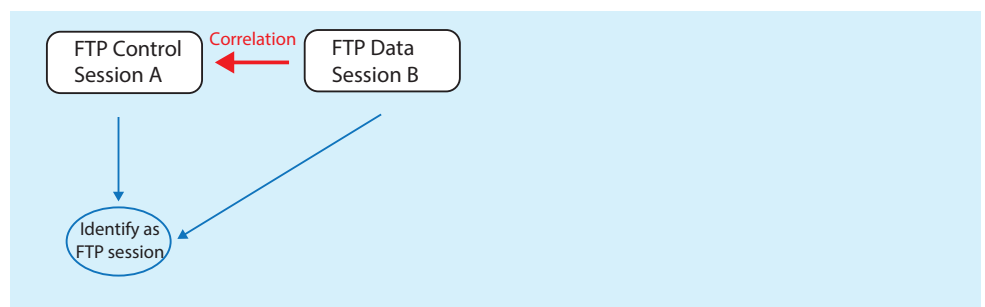 FTP Control
Session A
Correlation
FTP Data
Session B
Identify as
FTP session